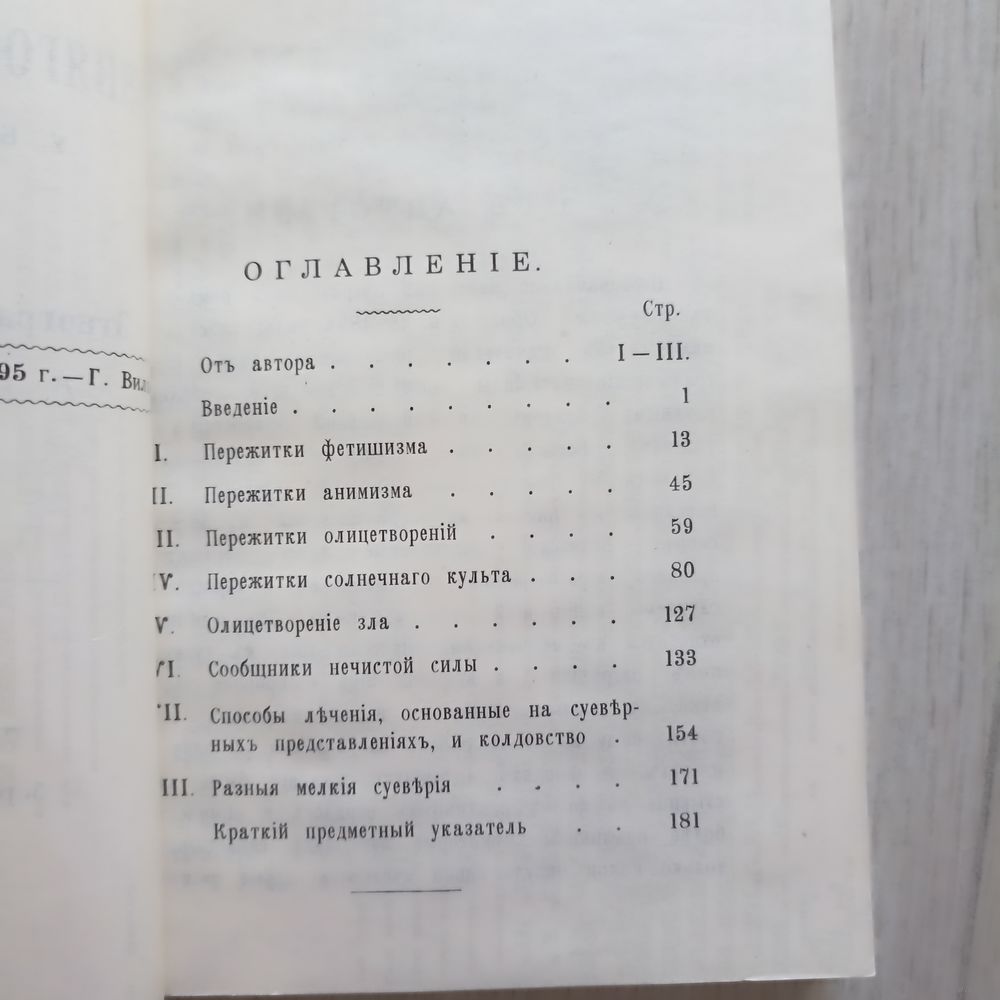 95 г. — Г. Вил
ОГЛАВЛЕНІЕ.
Стр.
Отъ автора . . . . . . . I — III.
Введеніе . . . . . . . . . 1
I. Пережитки фетишизма . . . . . 13
II. Пережитки анимизма . . . . . 45
II. Пережитки олицетвореній . . . . 59
V. Пережитки солнечнаго культа . . . 80
V. Олицетвореніе зла . . . . . . 127
I. Сообщники нечистой силы . . . . 133
II. Способы лѣченія, основанные на суевѣр-
ныхъ представленіяхъ, и колдовство . 154
III. Разныя мелкія суевѣрія . . . . 171
Краткій предметный указатель . . 181